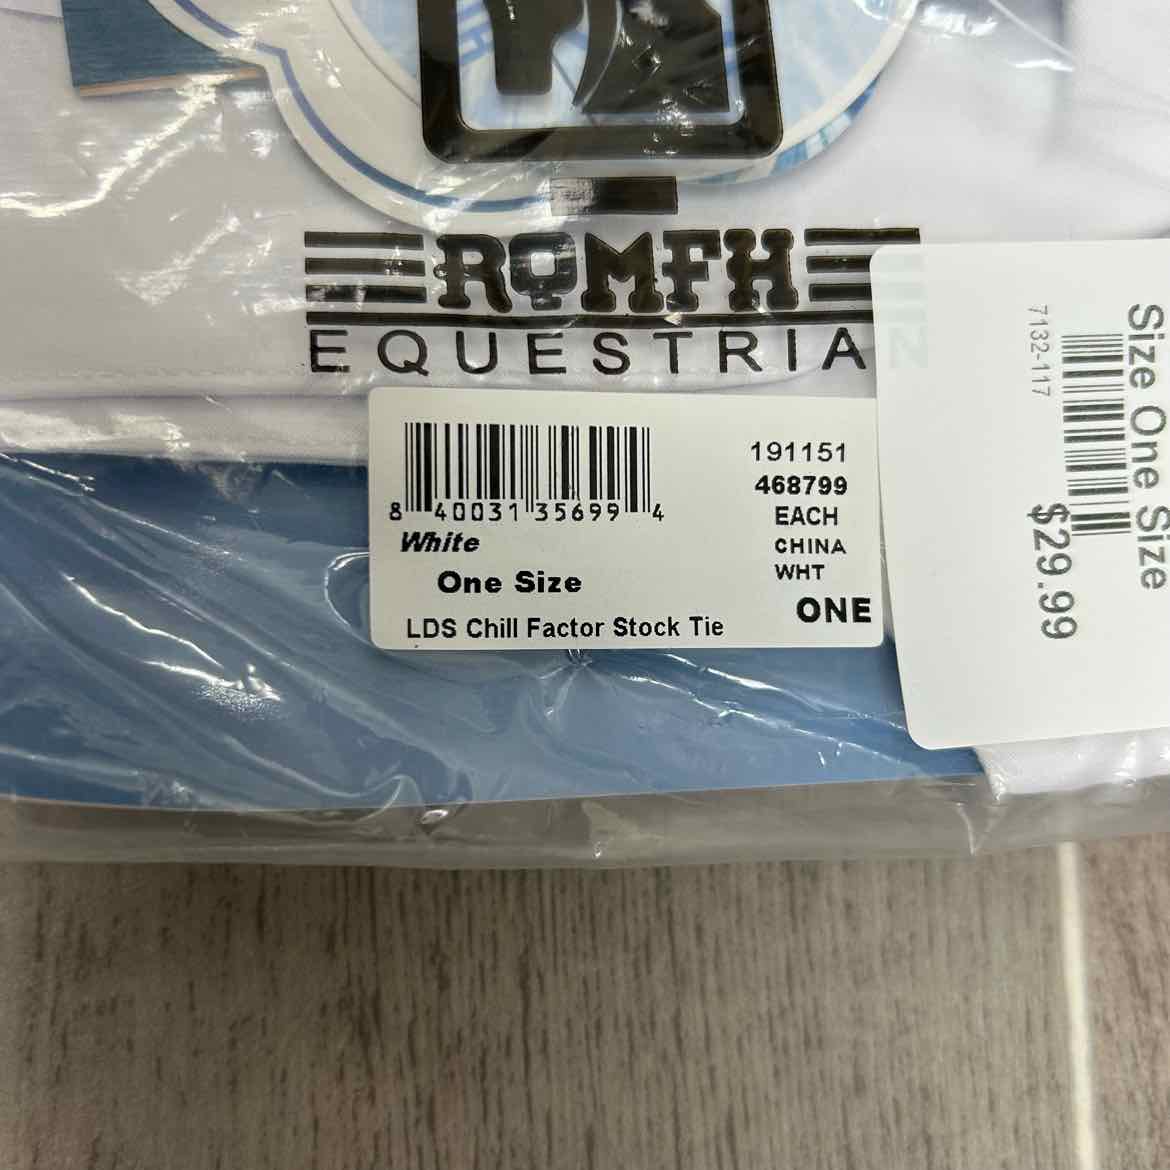 ROMFH
EQUESTRIAN
8 40031 35699 4
White
One Size
LDS Chill Factor Stock Tie
191151
468799
EACH
CHINA
WHT
ONE
Size One Size
7132-117
$29.99